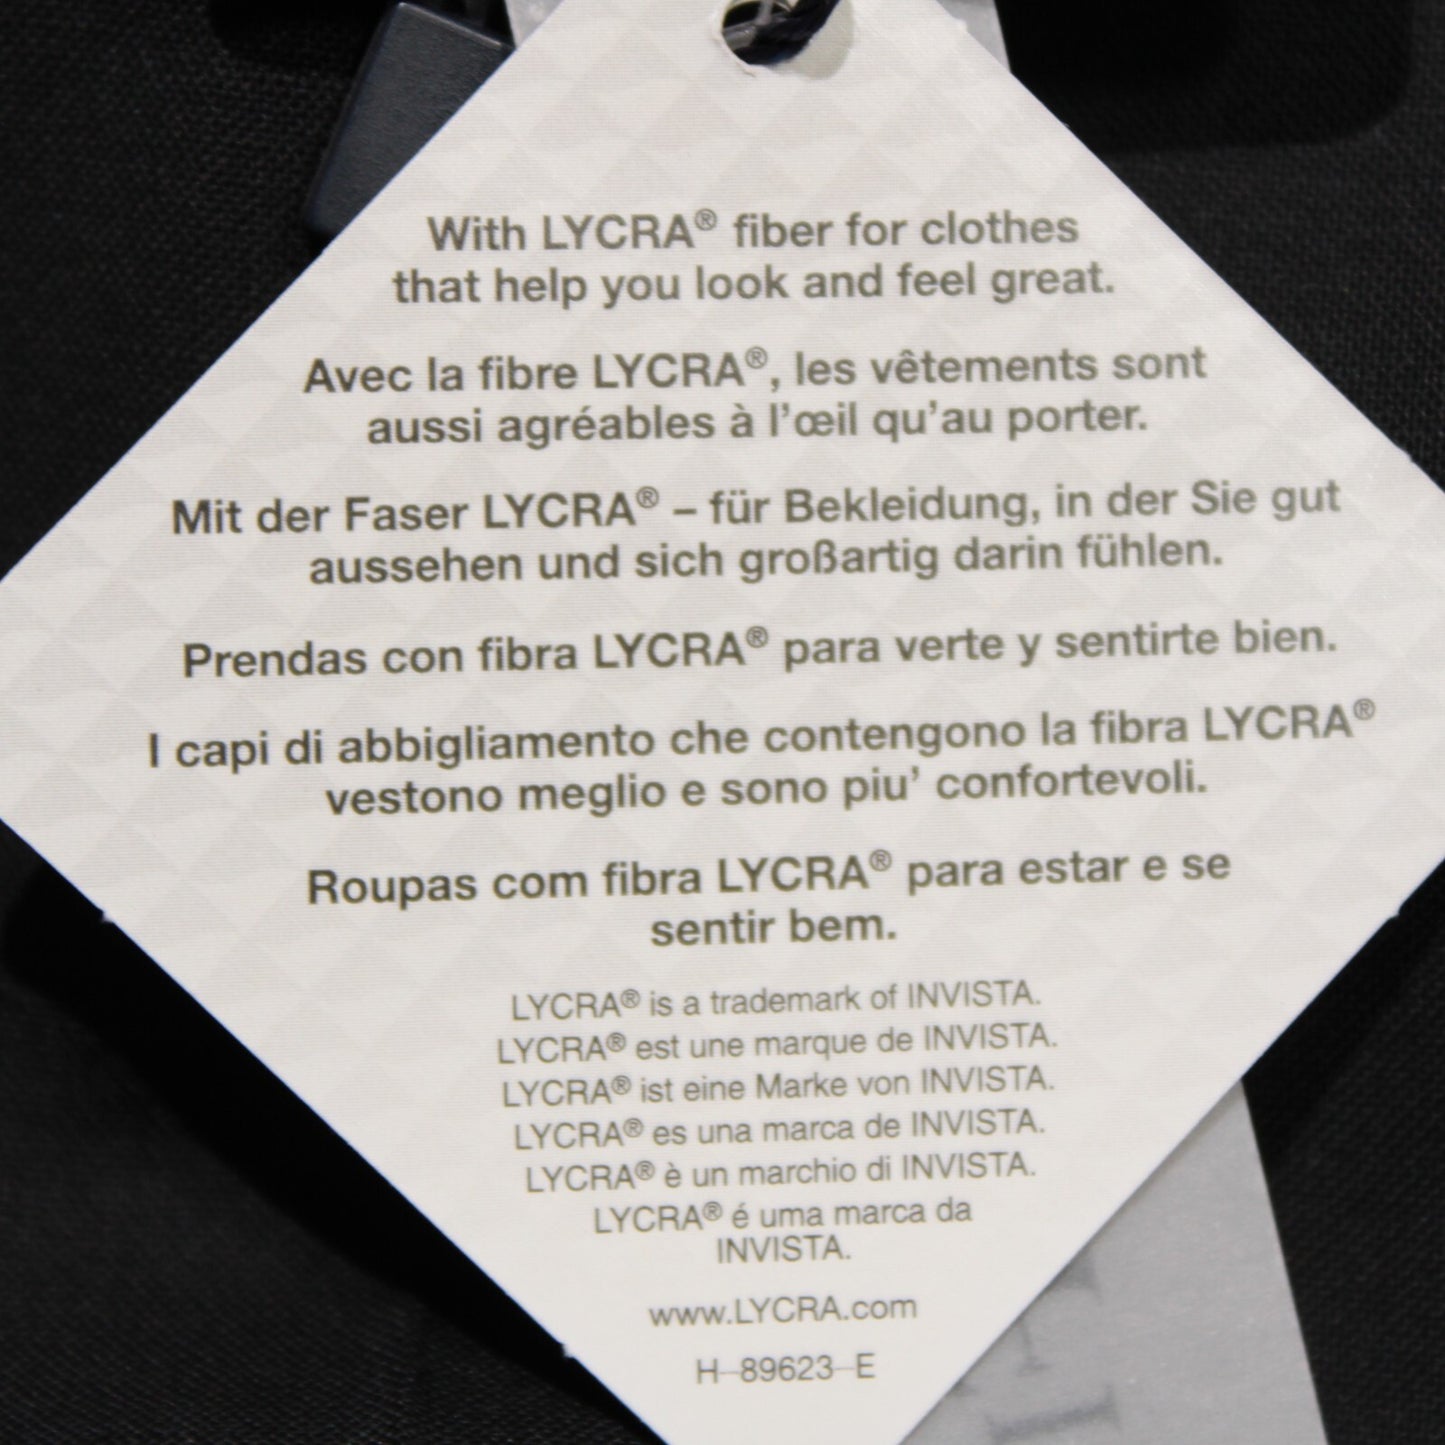 With LYCRA® fiber for clothes
that help you look and feel great.
Avec la fibre LYCRA®, les vêtements sont
aussi agréables à l’œil qu’au porter.
Mit der Faser LYCRA® – für Bekleidung, in der Sie gut
aussehen und sich großartig darin fühlen.
Prendas con fibra LYCRA® para verte y sentirte bien.
I capi di abbigliamento che contengono la fibra LYCRA®
vestono meglio e sono piu’ confortevoli.
Roupas com fibra LYCRA® para estar e se
sentir bem.
LYCRA® is a trademark of INVISTA.
LYCRA® est une marque de INVISTA.
LYCRA® ist eine Marke von INVISTA.
LYCRA® es una marca de INVISTA.
LYCRA® è un marchio di INVISTA.
LYCRA® é uma marca da
INVISTA.
www.LYCRA.com
H–89623–E